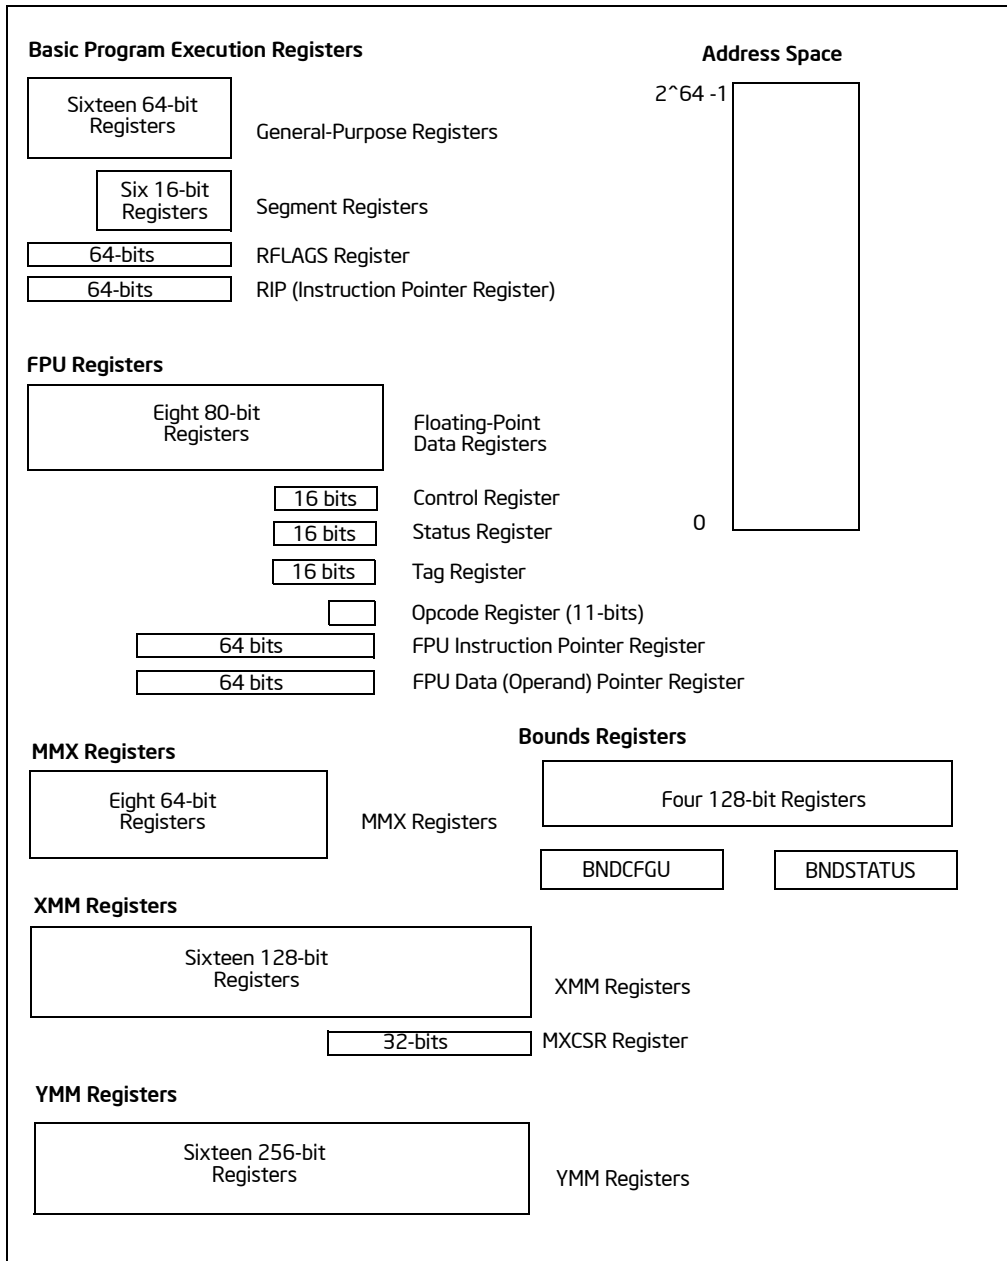 Basic Program Execution Registers
Address Space
2^64 -1
Sixteen 64-bit
Registers
General-Purpose Registers
Six 16-bit
Registers
Segment Registers
64-bits
RFLAGS Register
64-bits
RIP (Instruction Pointer Register)
FPU Registers
Eight 80-bit
Registers
Floating-Point
Data Registers
16 bits
Control Register
0
16 bits
Status Register
16 bits
Tag Register
Opcode Register (11-bits)
64 bits
FPU Instruction Pointer Register
64 bits
FPU Data (Operand) Pointer Register
MMX Registers
Eight 64-bit
Registers
MMX Registers
Bounds Registers
Four 128-bit Registers
BNDCFGU
BNDSTATUS
XMM Registers
Sixteen 128-bit
Registers
XMM Registers
32-bits
MXCSR Register
YMM Registers
Sixteen 256-bit
Registers
YMM Registers